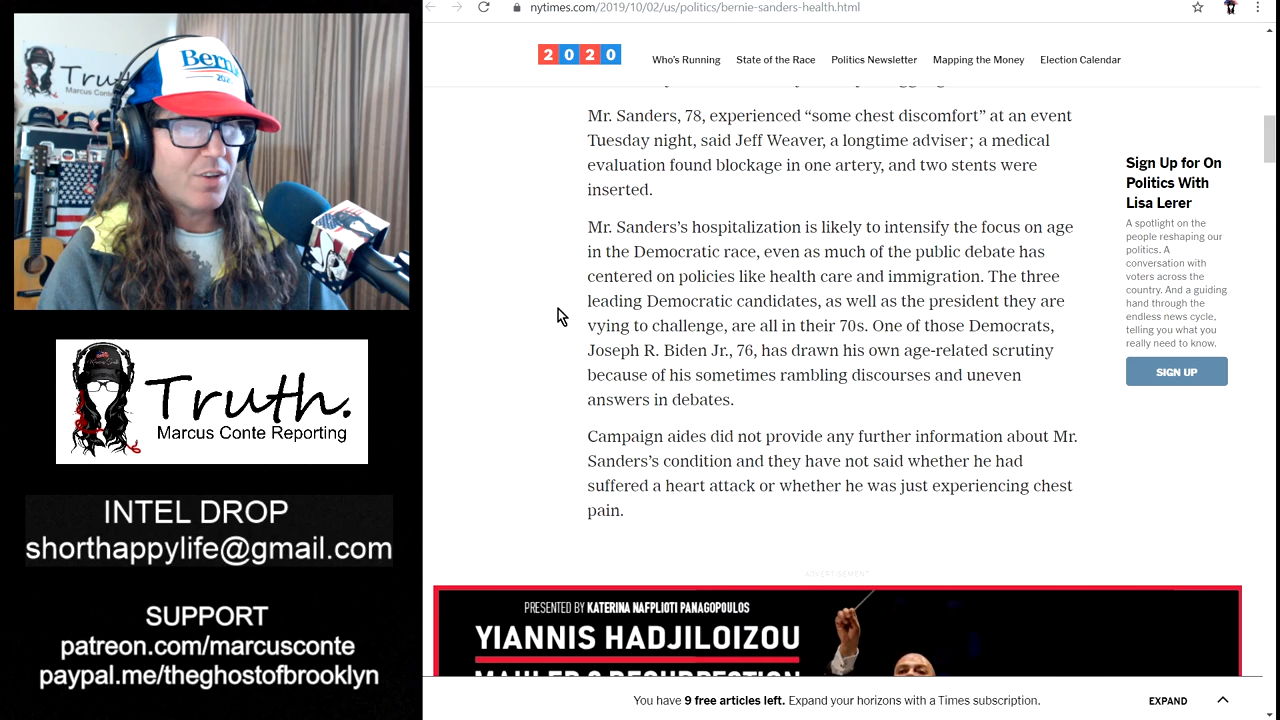 Truth.
Marcus Conte
Bern
202
Truth.
Marcus Conte Reporting
INTEL DROP
shorthappylife@gmail.com
SUPPORT
patreon.com/marcusconte
paypal.me/theghostofbrooklyn
nytimes.com/2019/10/02/us/politics/bernie-sanders-health.html
2020
Who's Running
State of the Race
Politics Newsletter
Mapping the Money
Election Calendar
Mr. Sanders, 78, experienced “some chest discomfort” at an event
Tuesday night, said Jeff Weaver, a longtime adviser; a medical
evaluation found blockage in one artery, and two stents were
inserted.
Mr. Sanders’s hospitalization is likely to intensify the focus on age
in the Democratic race, even as much of the public debate has
centered on policies like health care and immigration. The three
leading Democratic candidates, as well as the president they are
vying to challenge, are all in their 70s. One of those Democrats,
Joseph R. Biden Jr., 76, has drawn his own age-related scrutiny
because of his sometimes rambling discourses and uneven
answers in debates.
Campaign aides did not provide any further information about Mr.
Sanders’s condition and they have not said whether he had
suffered a heart attack or whether he was just experiencing chest
pain.
Sign Up for On
Politics With
Lisa Lerer
A spotlight on the
people reshaping our
politics. A
conversation with
voters across the
country. And a guiding
hand through the
endless news cycle,
telling you what you
really need to know.
SIGN UP
ADVERTISEMENT
PRESENTED BY KATERINA NAFPLIOTI PANAGOPOULOS
YIANNIS HADJILOIZOU
MAHLER 2 RESURRECTION
You have 9 free articles left. Expand your horizons with a Times subscription.
EXPAND